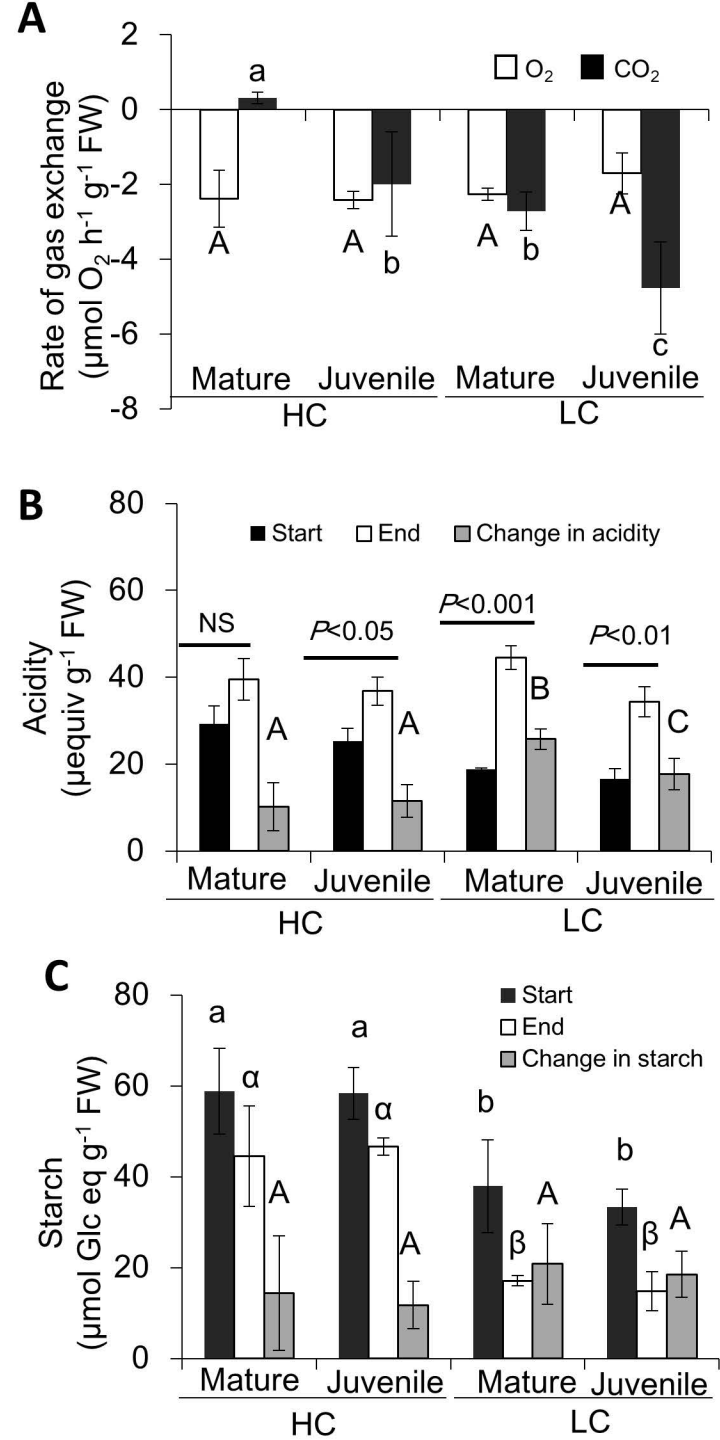 A
Rate of gas exchange
(µmol O₂ h⁻¹ g⁻¹ FW)
2
0
-2
-4
-6
-8
O₂ CO₂
a
A
A
b
A
b
A
c
Mature Juvenile Mature Juvenile
HC LC
B
Acidity
(µequiv g⁻¹ FW)
80
60
40
20
0
Start End Change in acidity
NS
P<0.05
P<0.001
P<0.01
A
A
B
C
Mature Juvenile Mature Juvenile
HC LC
C
Starch
(µmol Glc eq g⁻¹ FW)
80
60
40
20
0
Start
End
Change in starch
a
α
A
a
α
A
b
β
A
b
β
A
Mature Juvenile Mature Juvenile
HC LC